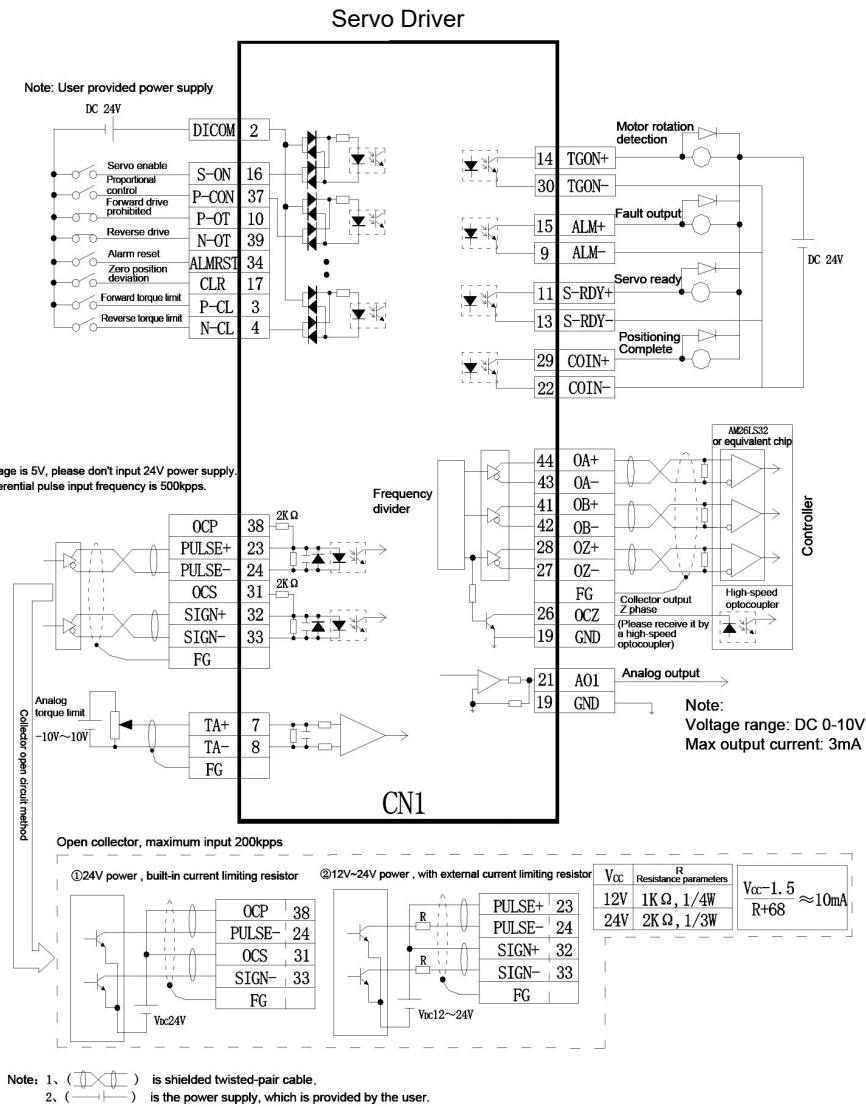 Servo Driver
Note: User provided power supply
DC 24V
DICOM 2
Servo enable
S-ON 16
Proportional control
P-CON 37
Forward drive prohibited
P-OT 10
Reverse drive
N-OT 39
Alarm reset
ALMRST 34
Zero position deviation
CLR 17
Forward torque limit
P-CL 3
Reverse torque limit
N-CL 4
Motor rotation detection
14 TGON+
30 TGON-
Fault output
15 ALM+
9 ALM-
Servo ready
11 S-RDY+
13 S-RDY-
Positioning Complete
29 COIN+
22 COIN-
DC 24V
age is 5V, please don't input 24V power supply.
erential pulse input frequency is 500kpps.
OCP 38
2KΩ
PULSE+ 23
PULSE- 24
OCS 31
2KΩ
SIGN+ 32
SIGN- 33
FG
Analog torque limit
-10V～10V
TA+ 7
TA- 8
FG
Collector open circuit method
Frequency divider
44 OA+
43 OA-
41 OB+
42 OB-
28 OZ+
27 OZ-
FG
26 OCZ
19 GND
AM26LS32
or equivalent chip
Controller
Collector output
Z phase
(Please receive it by
a high-speed
optocoupler)
High-speed
optocoupler
21 AO1
Analog output
19 GND
Note:
Voltage range: DC 0-10V
Max output current: 3mA
CN1
Open collector, maximum input 200kpps
①24V power , built-in current limiting resistor
OCP 38
PULSE- 24
OCS 31
SIGN- 33
FG
VDC24V
②12V~24V power , with external current limiting resistor
R
R
PULSE+ 23
PULSE- 24
SIGN+ 32
SIGN- 33
FG
VDC12～24V
Vcc R
Resistance parameters
12V 1KΩ, 1/4W
24V 2KΩ, 1/3W
Vcc-1.5
R+68
≈10mA
Note: 1、( ) is shielded twisted-pair cable.
2、( ) is the power supply, which is provided by the user.